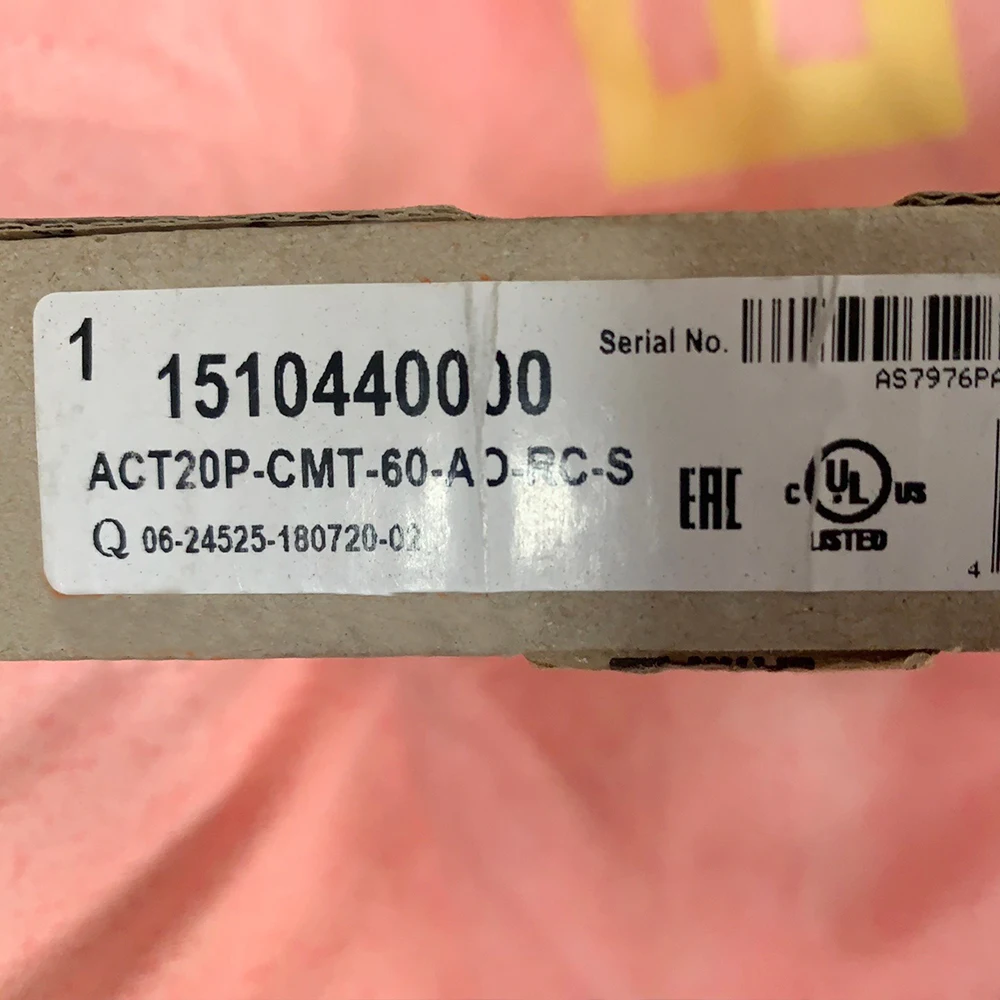 1
1510440000
Serial No.
AS7976PA
ACT20P-CMT-60-AO-RC-S
EAC
C UL US
LISTED
Q 06-24525-180720-02
4